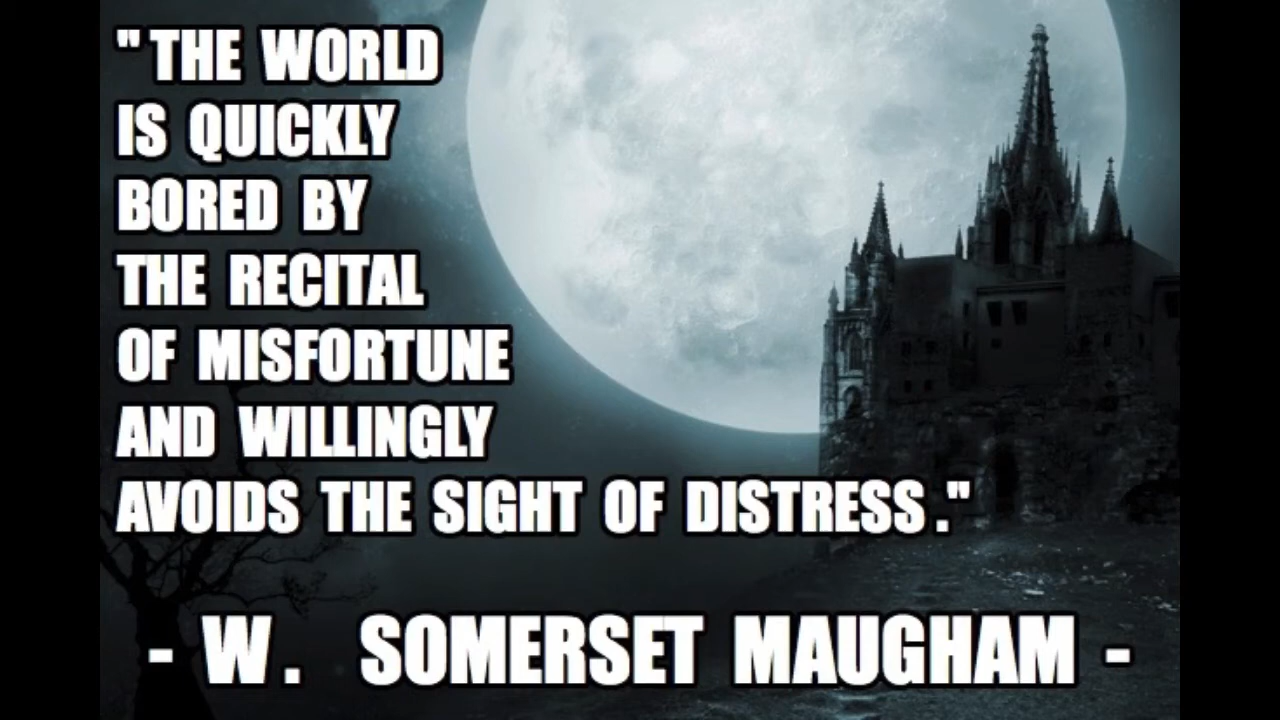 " THE WORLD
IS QUICKLY
BORED BY
THE RECITAL
OF MISFORTUNE
AND WILLINGLY
AVOIDS THE SIGHT OF DISTRESS ."
- W . SOMERSET MAUGHAM -